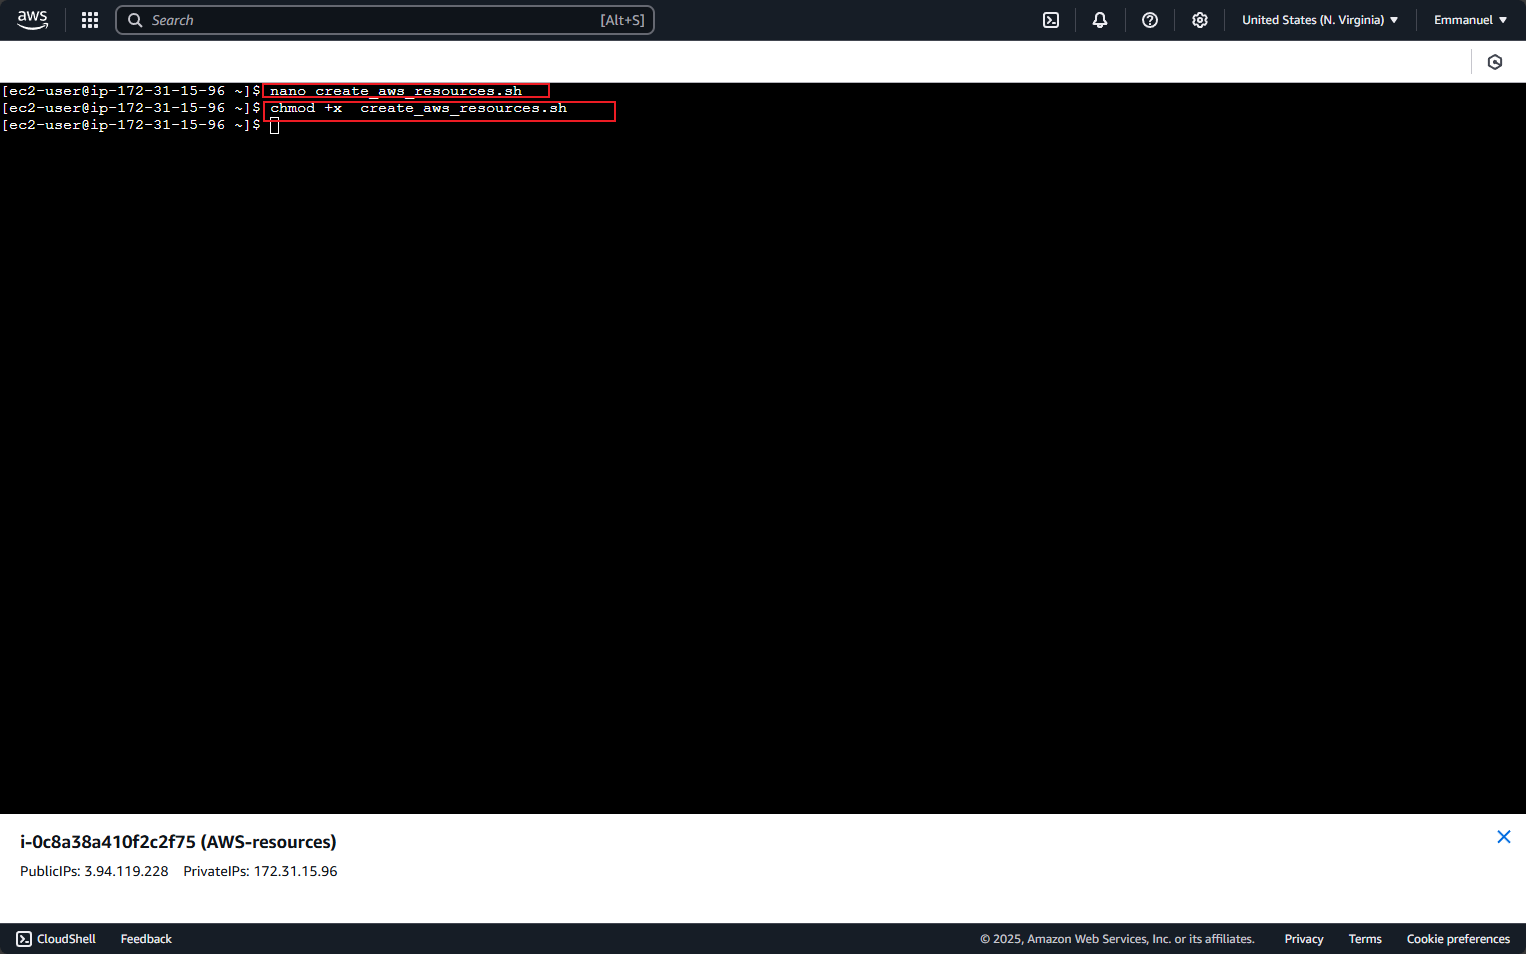 aws Search [Alt+S] United States (N. Virginia) Emmanuel
[ec2-user@ip-172-31-15-96 ~]$ nano create_aws_resources.sh
[ec2-user@ip-172-31-15-96 ~]$ chmod +x  create_aws_resources.sh
[ec2-user@ip-172-31-15-96 ~]$
i-0c8a38a410f2c2f75 (AWS-resources)
PublicIPs: 3.94.119.228 PrivateIPs: 172.31.15.96
CloudShell Feedback © 2025, Amazon Web Services, Inc. or its affiliates. Privacy Terms Cookie preferences